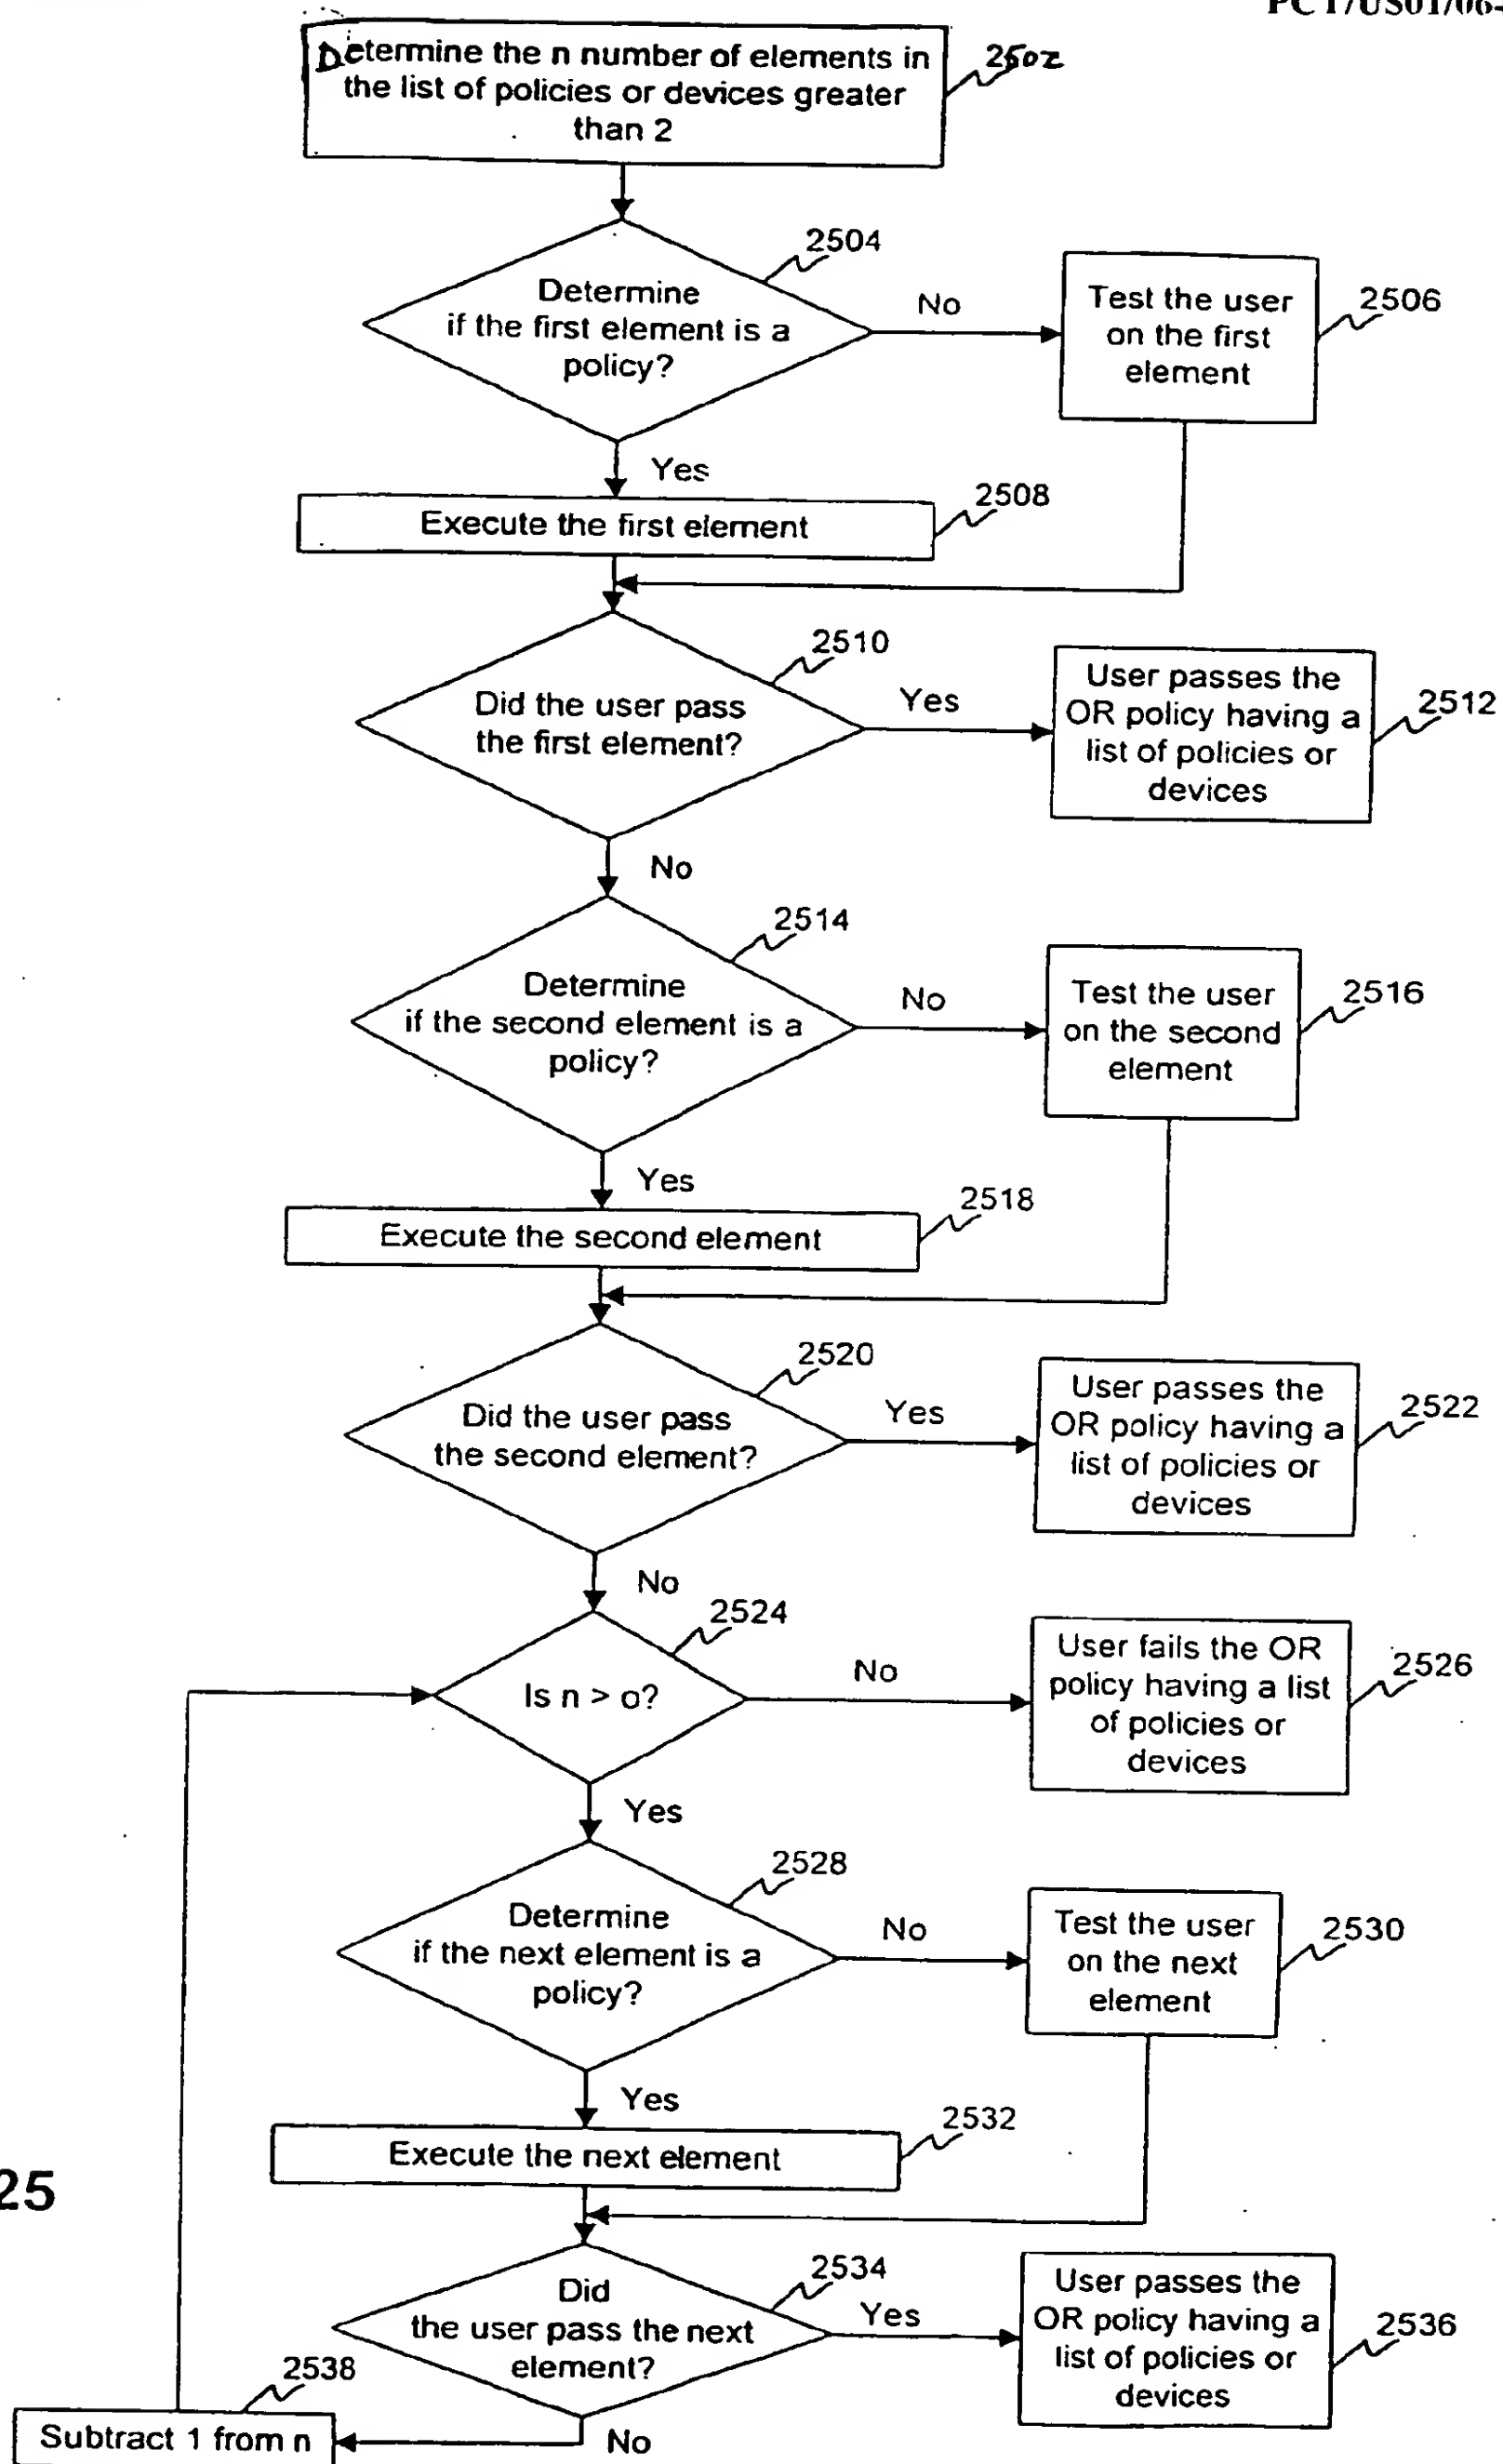 PCT/US01/06
Determine the n number of elements in
the list of policies or devices greater
than 2
2502
2504
Determine
if the first element is a
policy?
No
Test the user
on the first
element
2506
Yes
Execute the first element
2508
2510
Did the user pass
the first element?
Yes
User passes the
OR policy having a
list of policies or
devices
2512
No
2514
Determine
if the second element is a
policy?
No
Test the user
on the second
element
2516
Yes
Execute the second element
2518
2520
Did the user pass
the second element?
Yes
User passes the
OR policy having a
list of policies or
devices
2522
No
2524
Is n > o?
No
User fails the OR
policy having a list
of policies or
devices
2526
Yes
2528
Determine
if the next element is a
policy?
No
Test the user
on the next
element
2530
Yes
Execute the next element
2532
25
2534
Did
the user pass the next
element?
Yes
User passes the
OR policy having a
list of policies or
devices
2536
2538
Subtract 1 from n
No